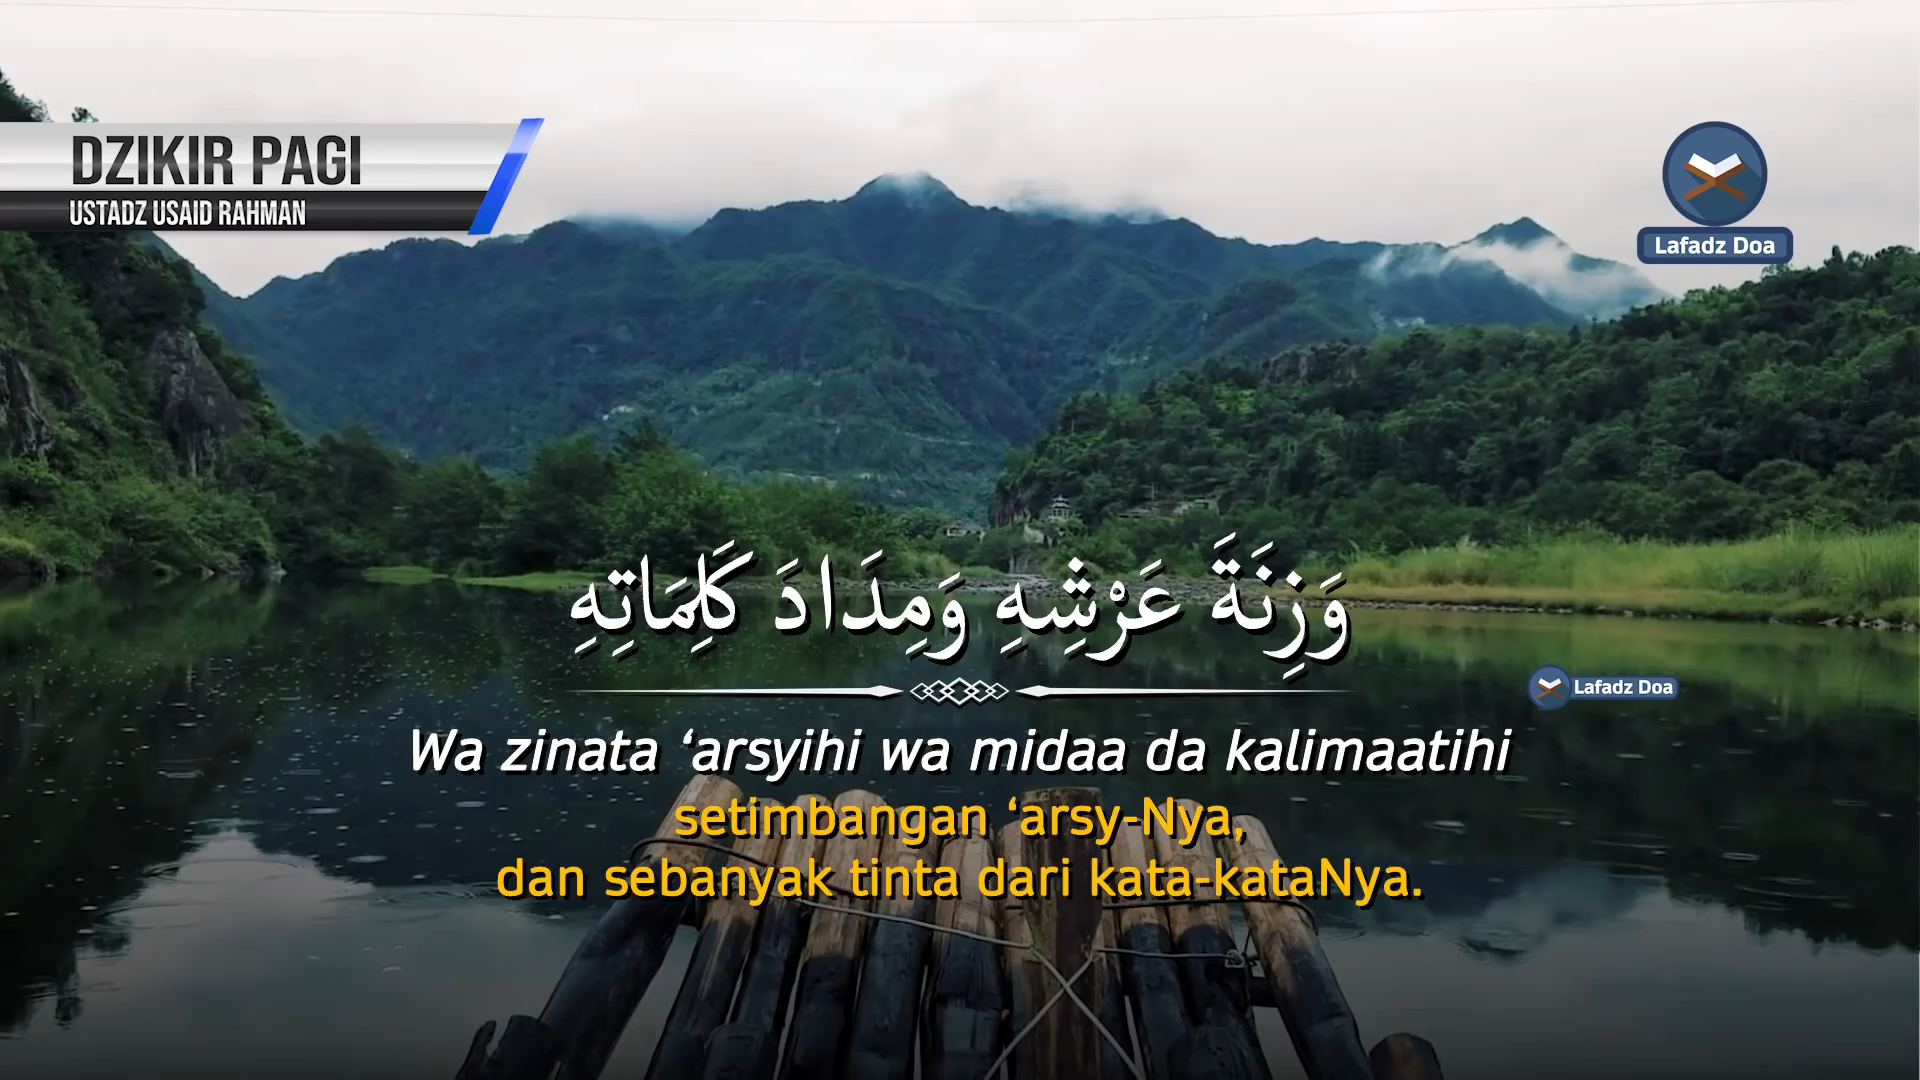 DZIKIR PAGI
USTADZ USAID RAHMAN
Lafadz Doa
وَزِنَةَ عَرْشِهِ وَمِدَادَ كَلِمَاتِهِ
Lafadz Doa
Wa zinata ‘arsyihi wa midaa da kalimaatihi
setimbangan ‘arsy-Nya,
dan sebanyak tinta dari kata-kataNya.